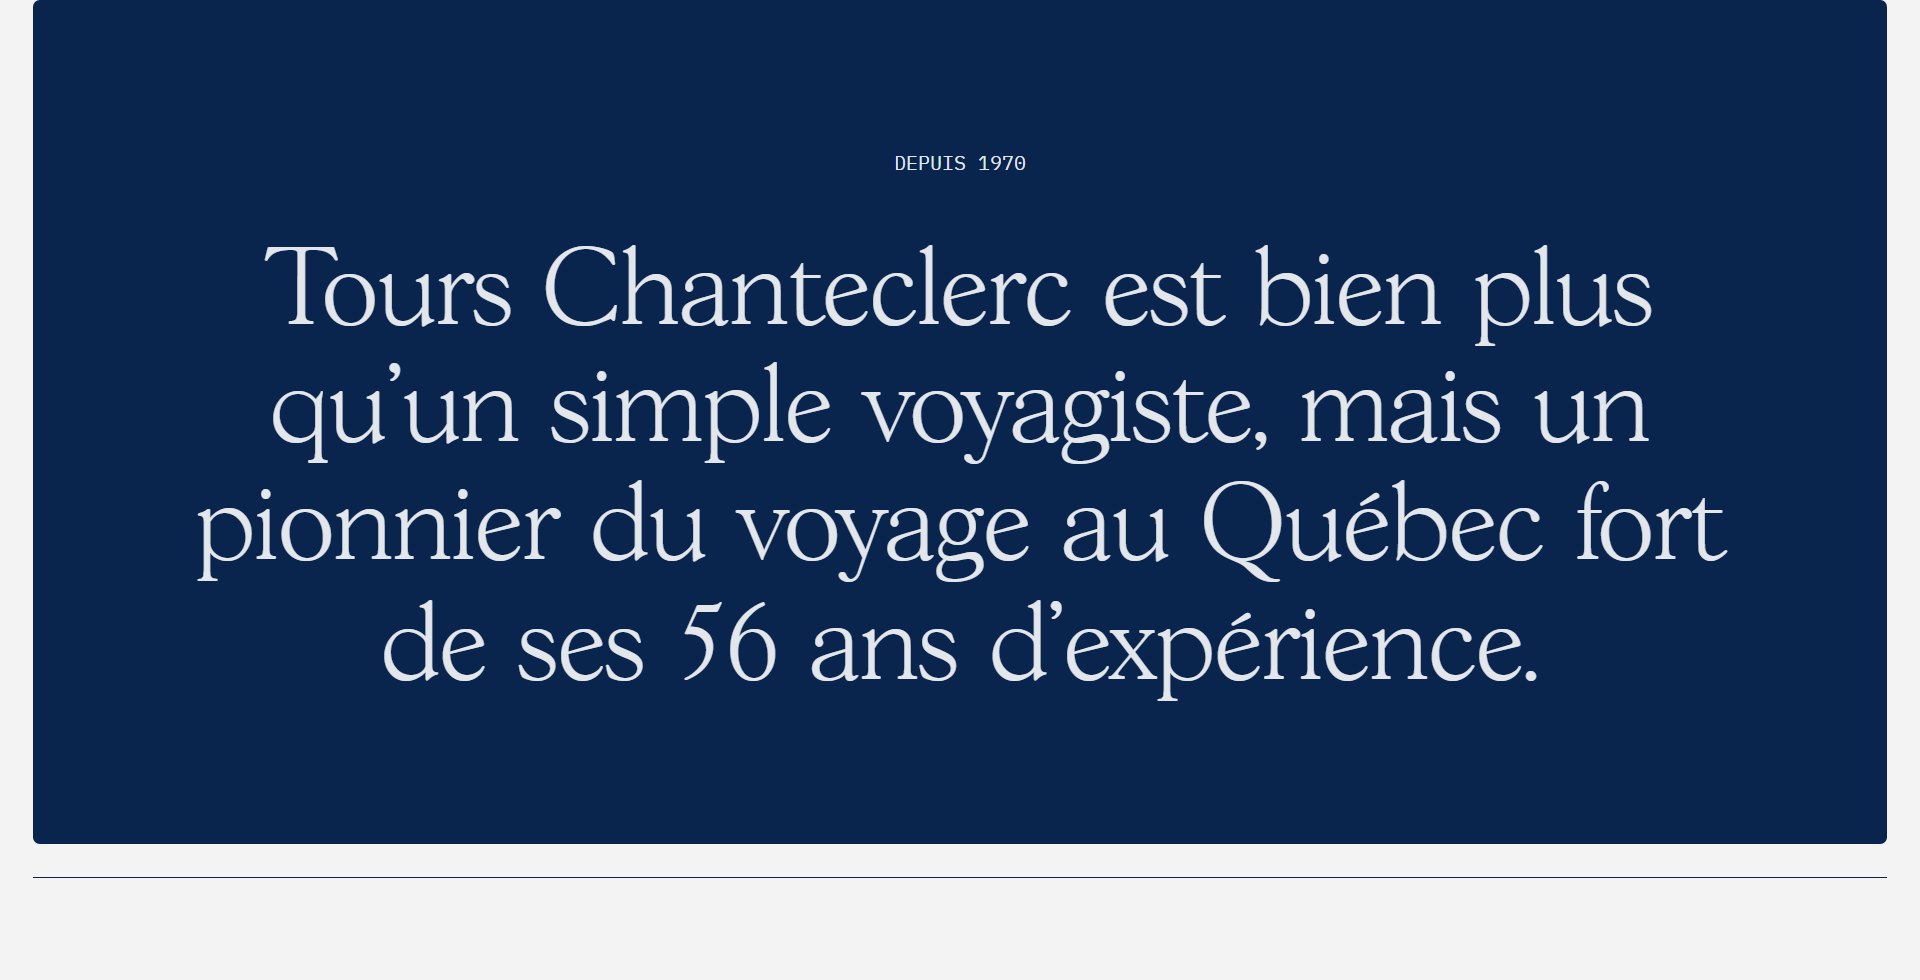 DEPUIS 1970
Tours Chanteclerc est bien plus
qu’un simple voyagiste, mais un
pionnier du voyage au Québec fort
de ses 56 ans d’expérience.